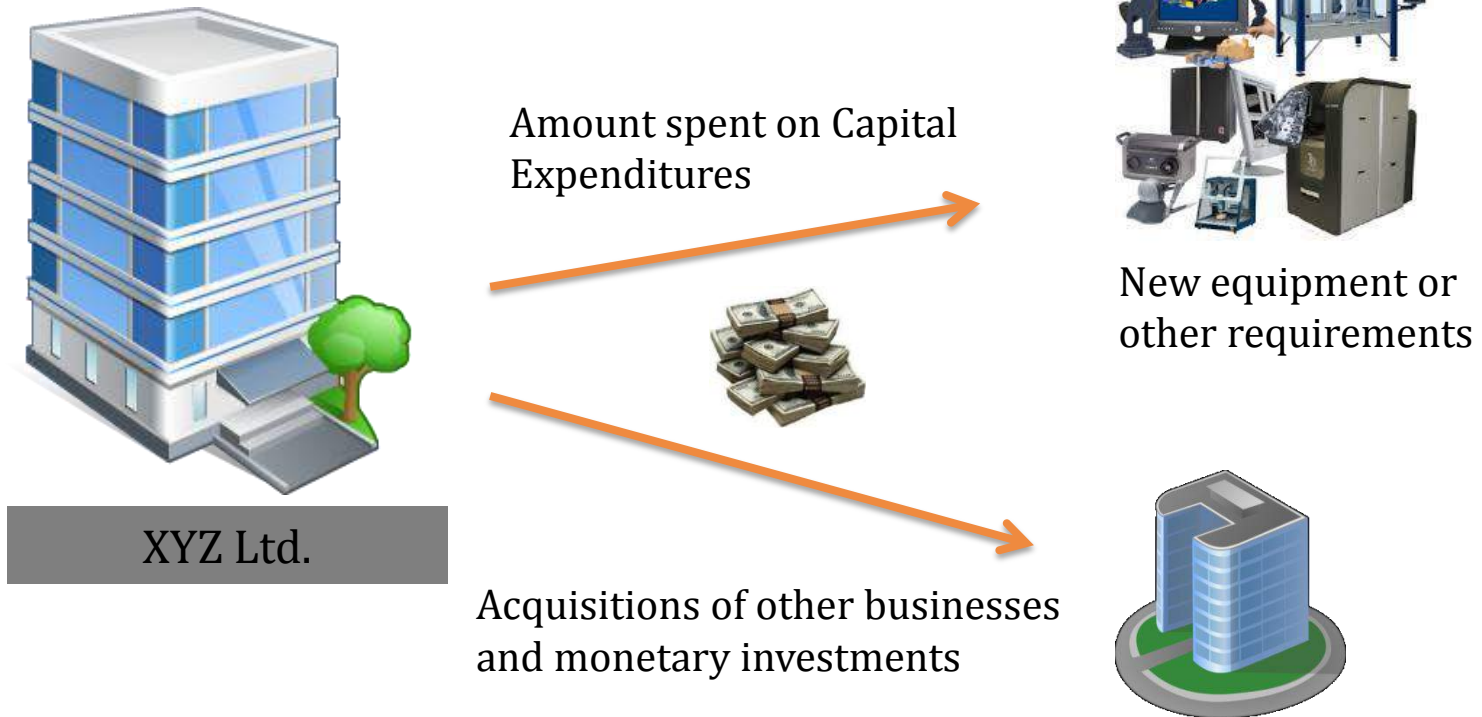 Amount spent on Capital
Expenditures
New equipment or
other requirements
XYZ Ltd.
Acquisitions of other businesses
and monetary investments